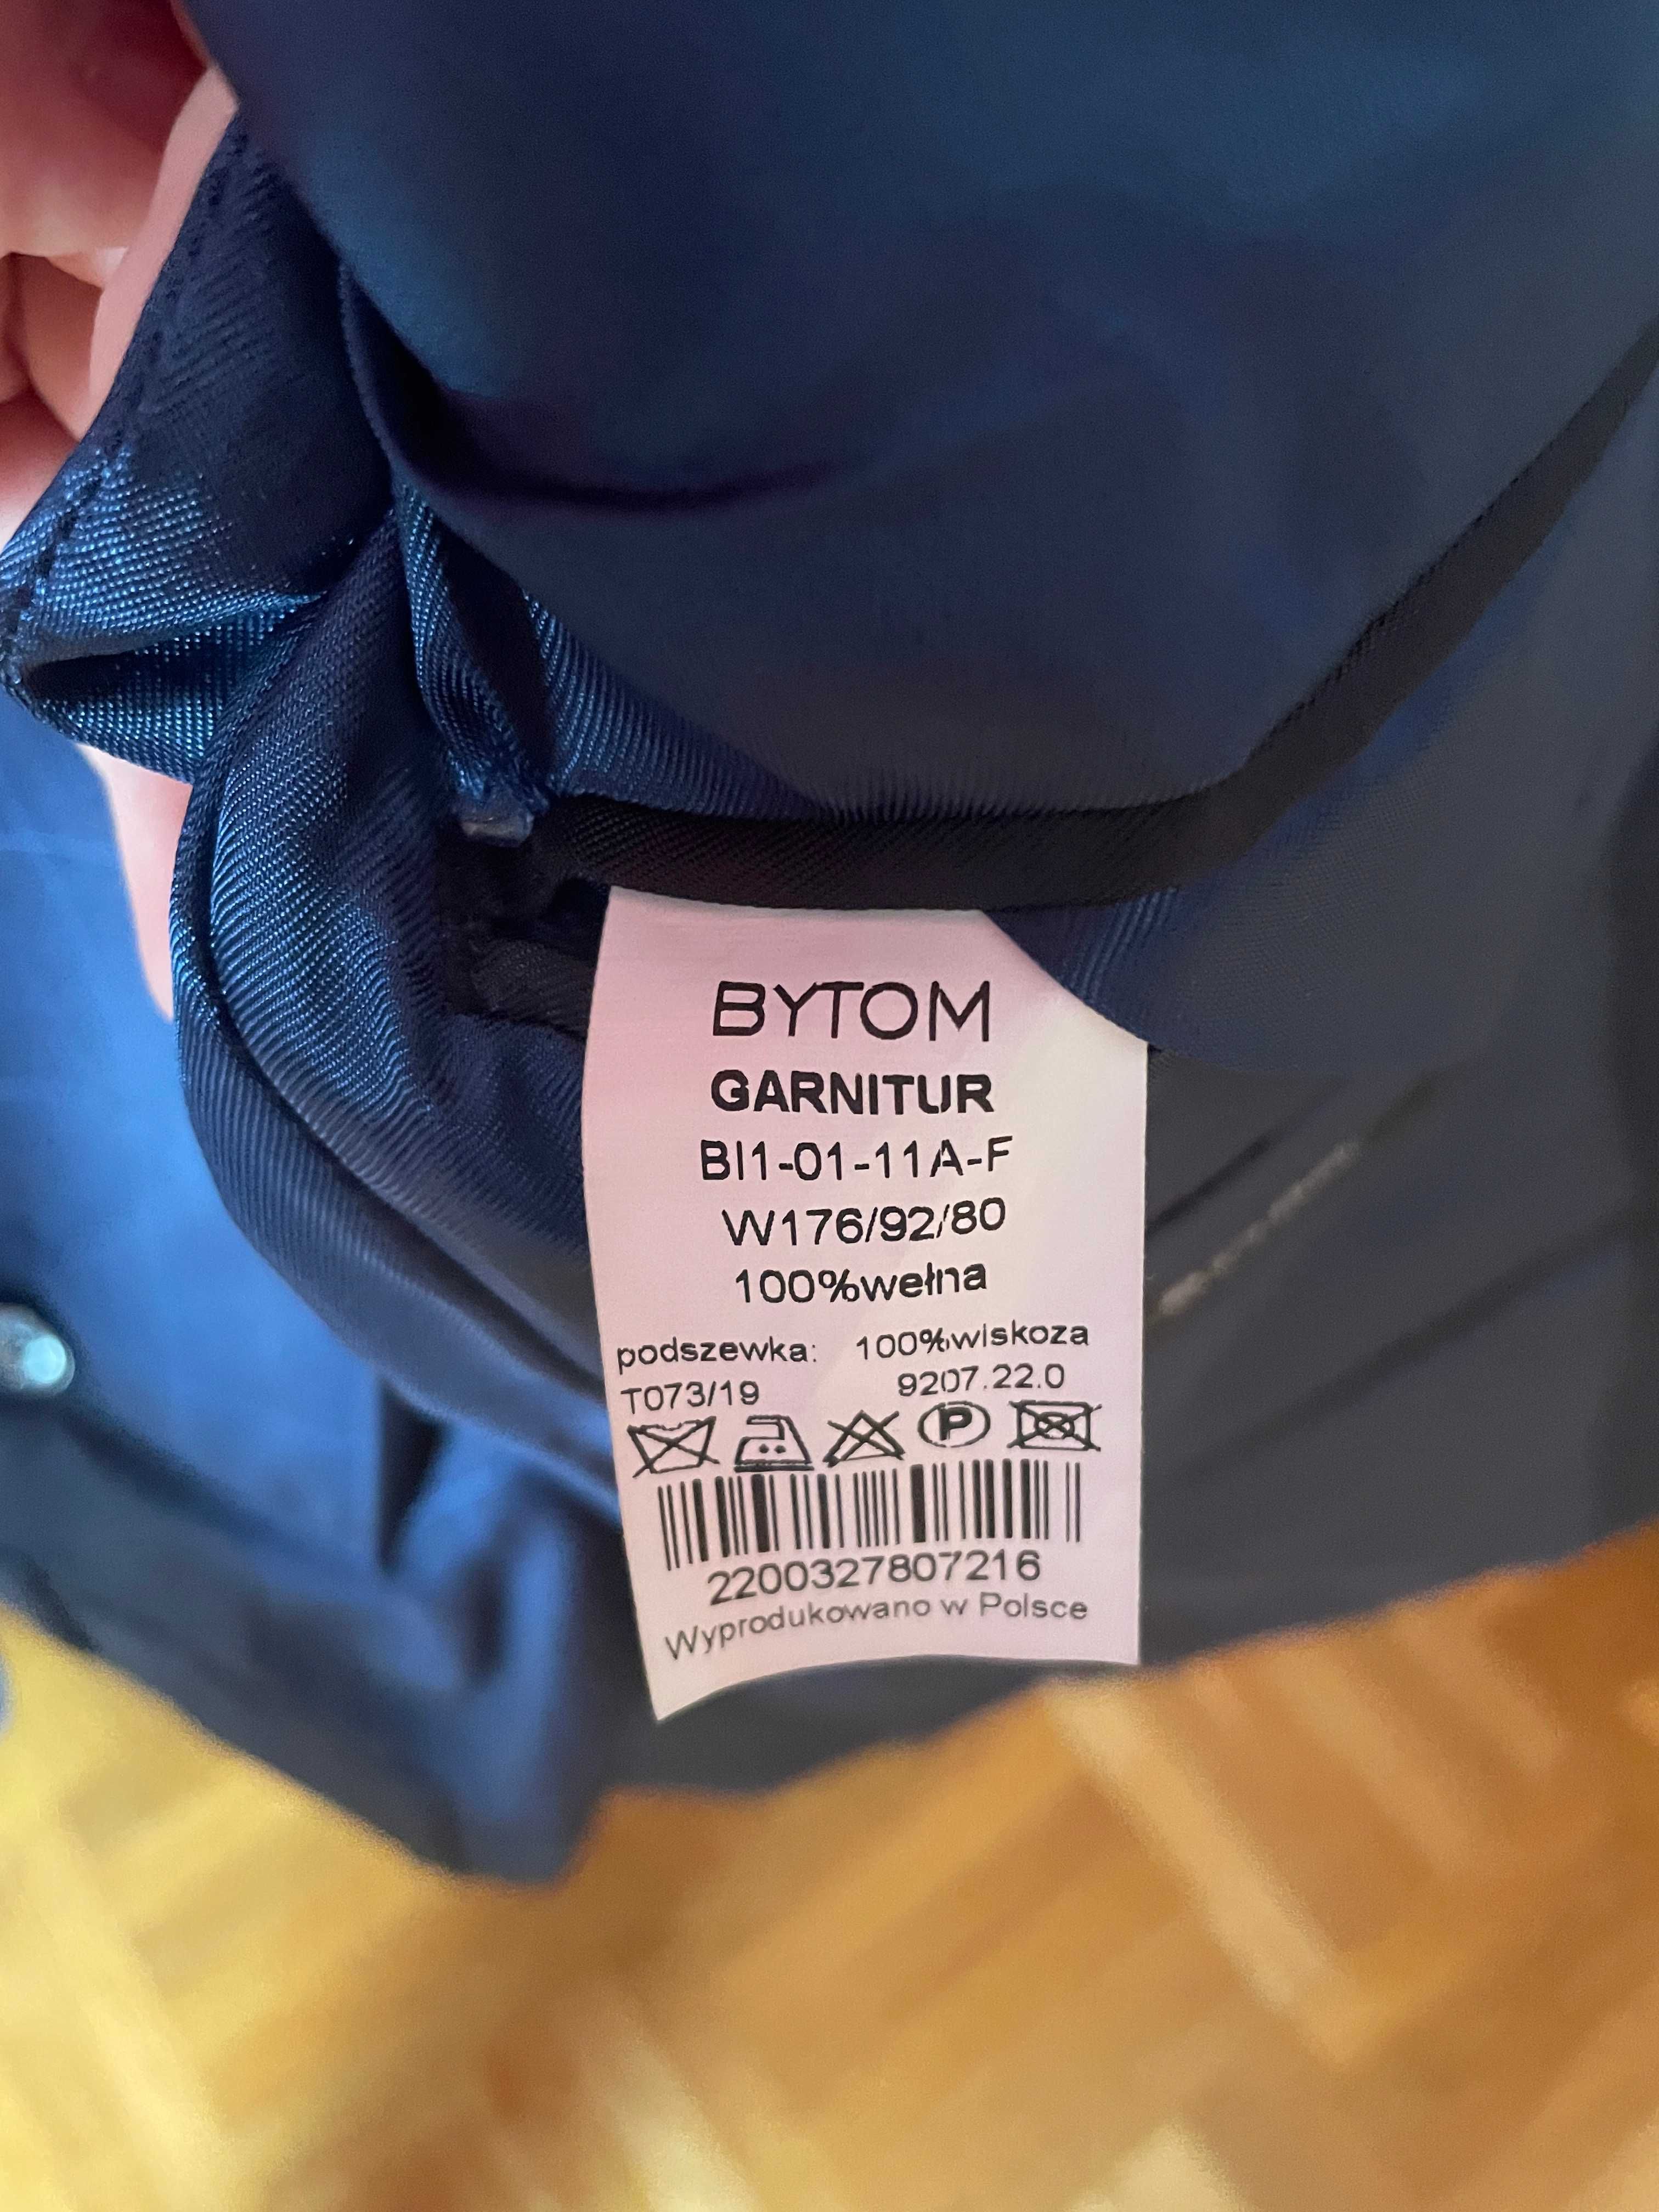 BYTOM
GARNITUR
BI1-01-11A-F
W176/92/80
100%wełna
podszewka: 100%wiskoza
T073/19 9207.22.0
P
2200327807216
Wyprodukowano w Polsce